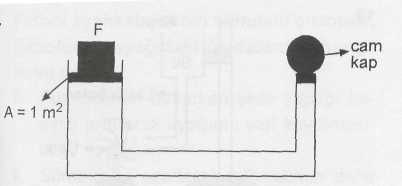 F
cam
kap
A = 1 m²